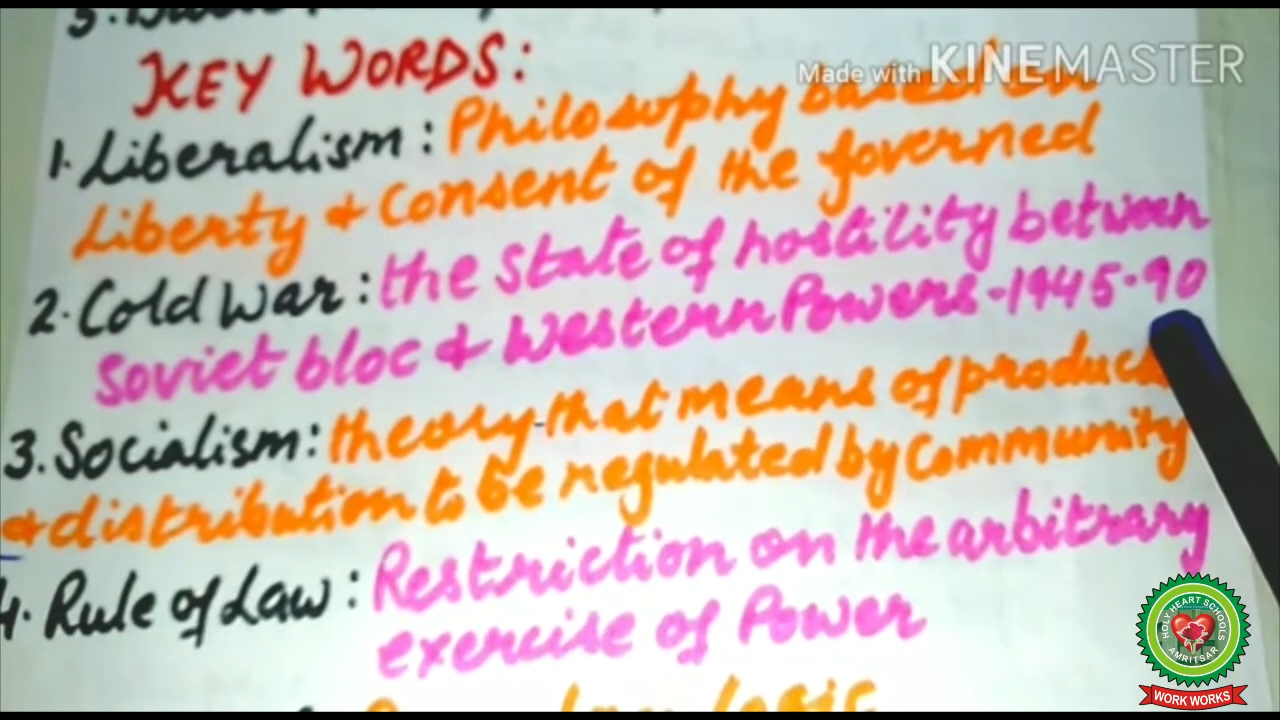 KEY WORDS:
Made with KINEMASTER
1. Liberalism: Philosophy based on
Liberty & Consent of the Governed
2. Cold War: the State of hostility between
Soviet bloc & Western Powers-1945-90
3. Socialism: theory-that means of product
& distribution to be regulated by Community
4. Rule of Law: Restriction on the arbitrary
exercise of Power
HOLY HEART SCHOOLS
AMRITSAR
WORK WORKS